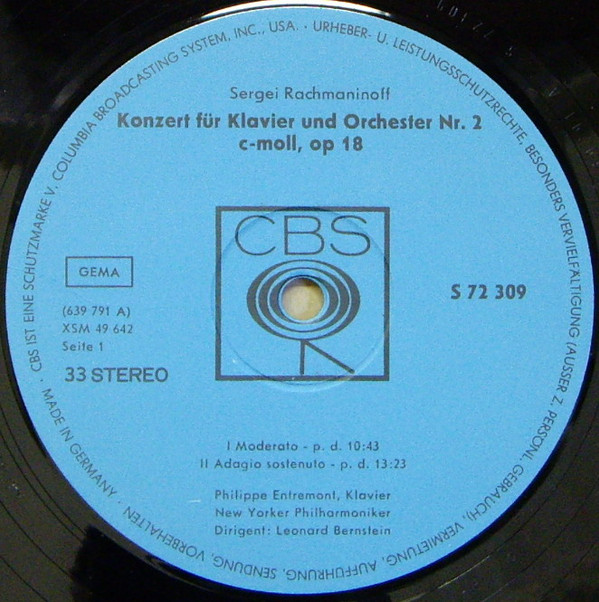 Sergei Rachmaninoff
Konzert für Klavier und Orchester Nr. 2
c-moll, op 18
CBS
GEMA
(639 791 A)
XSM 49 642
Seite 1
33 STEREO
S 72 309
I Moderato - p. d. 10:43
II Adagio sostenuto - p. d. 13:23
Philippe Entremont, Klavier
New Yorker Philharmoniker
Dirigent: Leonard Bernstein
· CBS IST EINE SCHUTZMARKE V. COLUMBIA BROADCASTING SYSTEM, INC., USA. · URHEBER- U. LEISTUNGSSCHUTZRECHTE, BESONDERS VERVIELFÄLTIGUNG (AUSSER Z. PERSÖNL. GEBRAUCH), VERMIETUNG, AUFFÜHRUNG, SENDUNG, VORBEHALTEN · MADE IN GERMANY